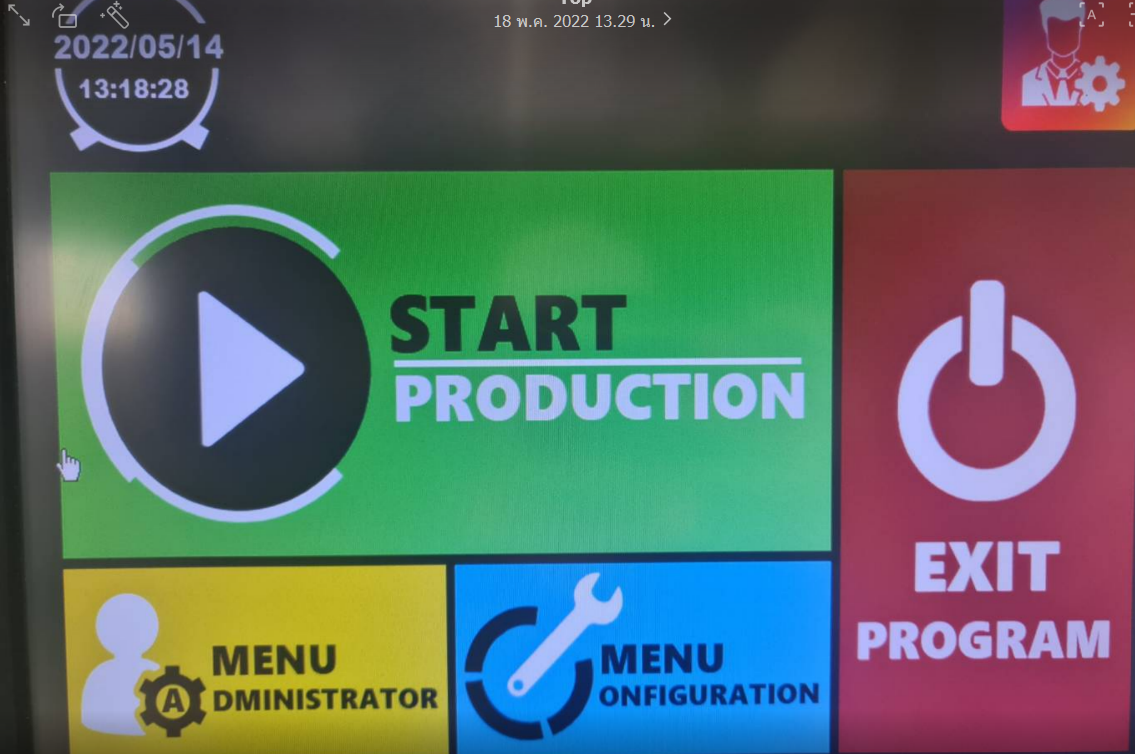 18 พ.ค. 2022 13.29 น.
2022/05/14
13:18:28
A
START
PRODUCTION
EXIT
PROGRAM
MENU
A DMINISTRATOR
MENU
ONFIGURATION